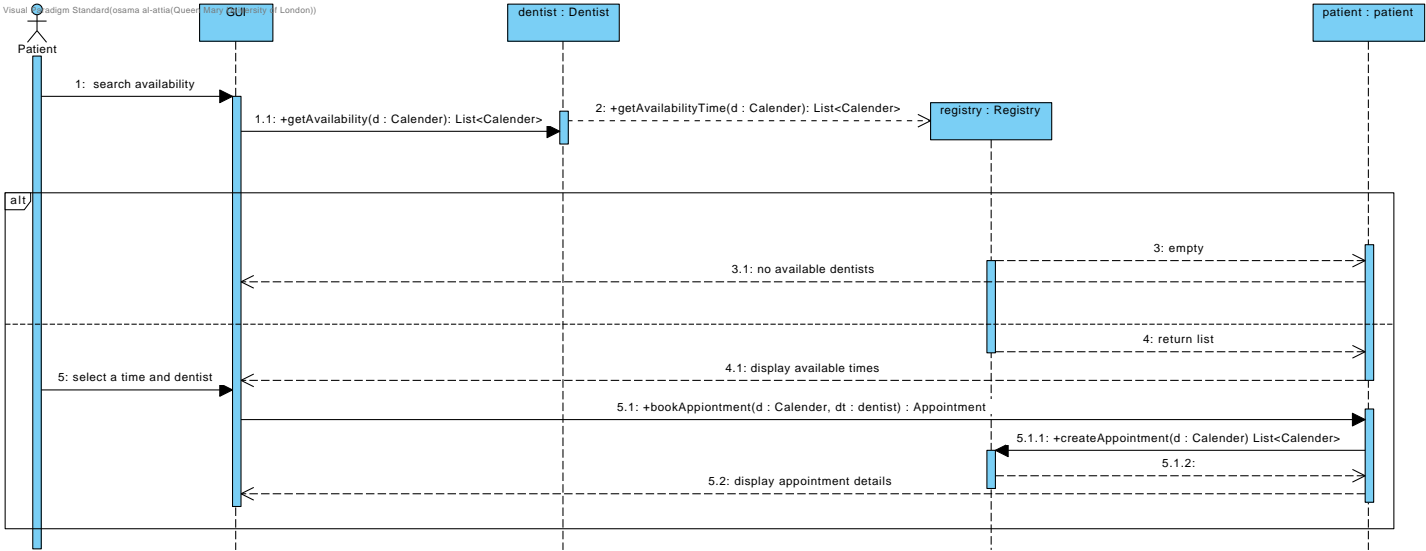 Visual Paradigm Standard(osama al-attia(Queen Mary University of London))
GUI
dentist : Dentist
patient : patient
Patient
1: search availability
2: +getAvailabilityTime(d : Calender): List<Calender>
registry : Registry
1.1: +getAvailability(d : Calender): List<Calender>
alt
3: empty
3.1: no available dentists
4: return list
4.1: display available times
5: select a time and dentist
5.1: +bookAppiontment(d : Calender, dt : dentist) : Appointment
5.1.1: +createAppointment(d : Calender) List<Calender>
5.1.2:
5.2: display appointment details